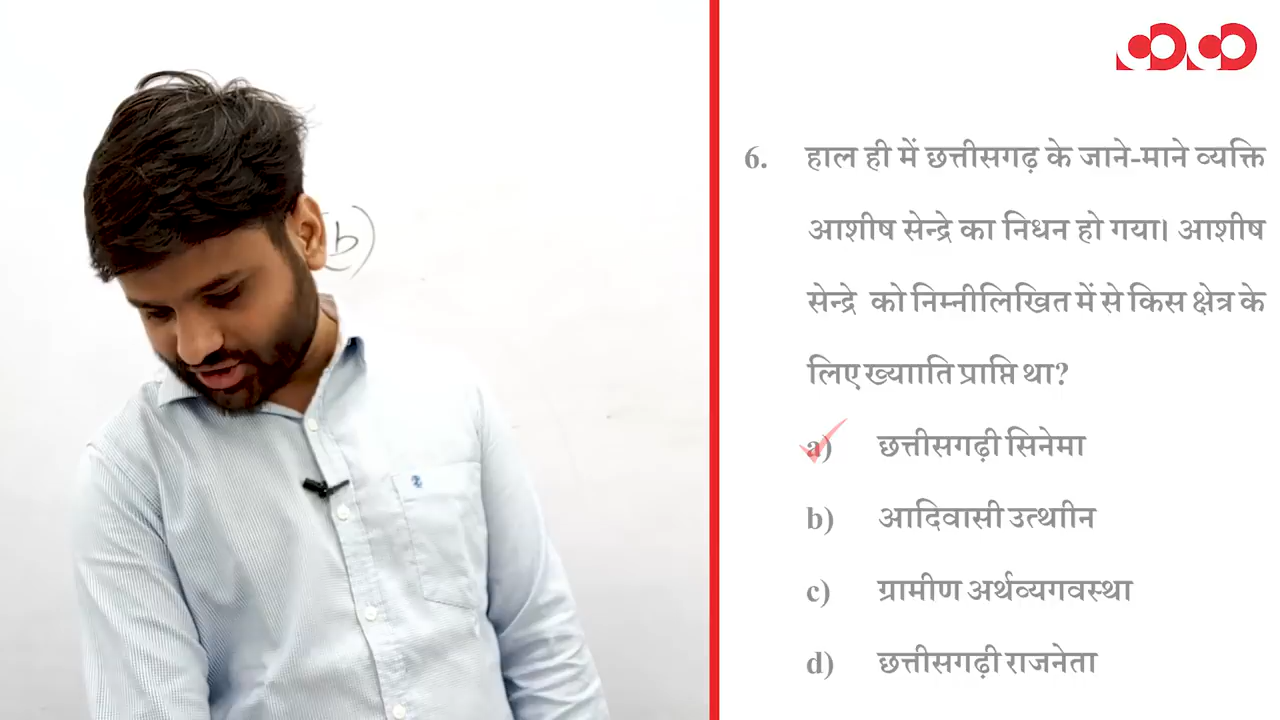 b)
6. हाल ही में छत्तीसगढ़ के जाने-माने व्यक्ति
आशीष सेन्द्रे का निधन हो गया। आशीष
सेन्द्रे को निम्नीलिखित में से किस क्षेत्र के
लिए ख्यााति प्राप्ति था?
a) छत्तीसगढ़ी सिनेमा
b) आदिवासी उत्थाीन
c) ग्रामीण अर्थव्यगवस्था
d) छत्तीसगढ़ी राजनेता